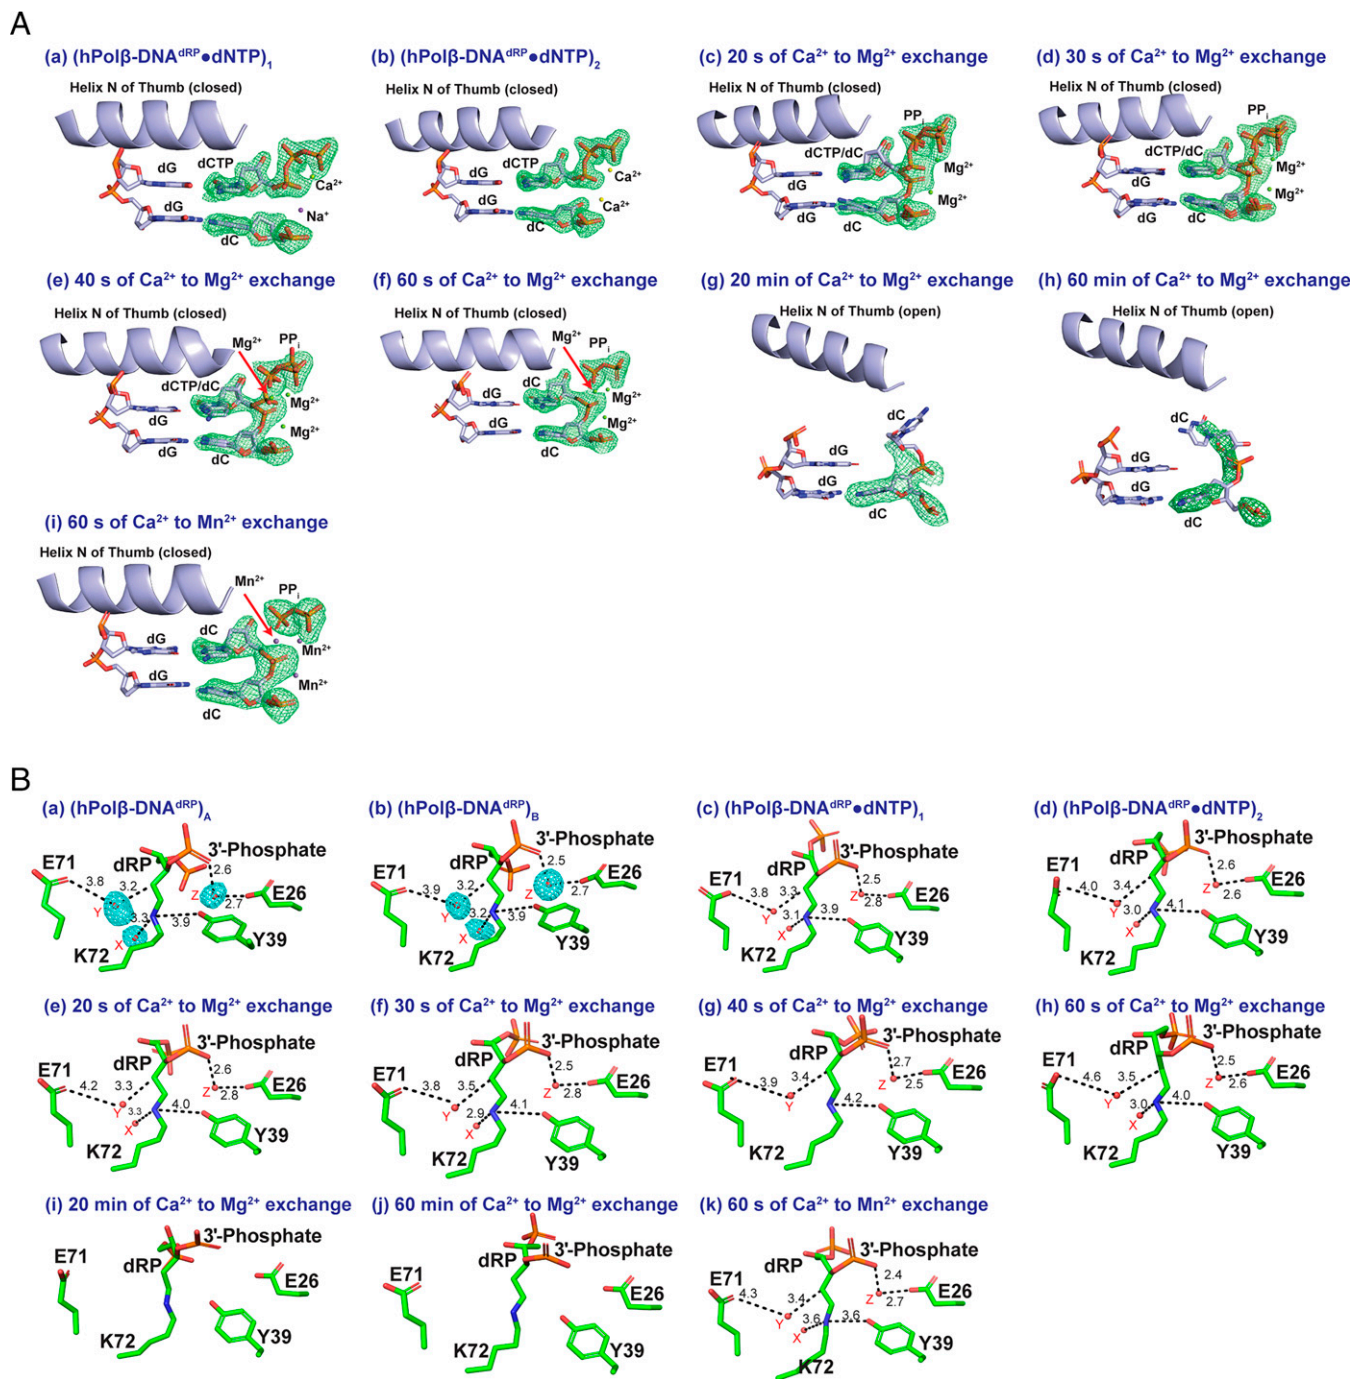 A
(a) (hPolβ-DNA^dRP●dNTP)₁
Helix N of Thumb (closed)
dG
dCTP
Ca²⁺
Na⁺
dG
dC
(b) (hPolβ-DNA^dRP●dNTP)₂
Helix N of Thumb (closed)
dG
dCTP
Ca²⁺
Ca²⁺
dG
dC
(c) 20 s of Ca²⁺ to Mg²⁺ exchange
Helix N of Thumb (closed)
PPᵢ
dCTP/dC
dG
Mg²⁺
Mg²⁺
dG
dC
(d) 30 s of Ca²⁺ to Mg²⁺ exchange
Helix N of Thumb (closed)
PPᵢ
dCTP/dC
dG
Mg²⁺
Mg²⁺
dG
dC
(e) 40 s of Ca²⁺ to Mg²⁺ exchange
Helix N of Thumb (closed)
Mg²⁺
PPᵢ
dCTP/dC
Mg²⁺
dG
Mg²⁺
dG
dC
(f) 60 s of Ca²⁺ to Mg²⁺ exchange
Helix N of Thumb (closed)
Mg²⁺
PPᵢ
dC
Mg²⁺
dG
Mg²⁺
dG
dC
(g) 20 min of Ca²⁺ to Mg²⁺ exchange
Helix N of Thumb (open)
dC
dG
dG
dC
(h) 60 min of Ca²⁺ to Mg²⁺ exchange
Helix N of Thumb (open)
dC
dG
dG
dC
(i) 60 s of Ca²⁺ to Mn²⁺ exchange
Helix N of Thumb (closed)
Mn²⁺
PPᵢ
dC
dG
Mn²⁺
dG
Mn²⁺
dC
B
(a) (hPolβ-DNA^dRP)_A
3'-Phosphate
E71
dRP
2.6
3.8
3.2
Z
E26
2.7
Y
3.3
3.9
X
Y39
K72
(b) (hPolβ-DNA^dRP)_B
3'-Phosphate
E71
dRP
2.5
3.9
3.2
E26
2.7
Z
Y
3.2
3.9
X
Y39
K72
(c) (hPolβ-DNA^dRP●dNTP)₁
3'-Phosphate
E71
dRP
2.5
3.8
3.3
Z
E26
2.8
Y
3.1
3.9
X
Y39
K72
(d) (hPolβ-DNA^dRP●dNTP)₂
3'-Phosphate
E71
dRP
2.6
4.0
3.4
Z
E26
2.6
Y
3.0
4.1
X
Y39
K72
(e) 20 s of Ca²⁺ to Mg²⁺ exchange
3'-Phosphate
E71
dRP
2.6
4.2
3.3
Z
E26
2.8
Y
3.3
4.0
X
Y39
K72
(f) 30 s of Ca²⁺ to Mg²⁺ exchange
3'-Phosphate
E71
dRP
2.5
3.8
3.5
Z
E26
2.8
Y
2.9
4.1
X
Y39
K72
(g) 40 s of Ca²⁺ to Mg²⁺ exchange
3'-Phosphate
E71
dRP
2.7
3.9
3.4
Z
E26
2.5
Y
4.2
Y39
K72
(h) 60 s of Ca²⁺ to Mg²⁺ exchange
3'-Phosphate
E71
dRP
2.5
4.6
3.5
Z
E26
2.6
Y
3.0
4.0
X
Y39
K72
(i) 20 min of Ca²⁺ to Mg²⁺ exchange
3'-Phosphate
E71
dRP
E26
Y39
K72
(j) 60 min of Ca²⁺ to Mg²⁺ exchange
3'-Phosphate
dRP
E71
E26
Y39
K72
(k) 60 s of Ca²⁺ to Mn²⁺ exchange
3'-Phosphate
E71
dRP
2.4
4.3
3.4
Z
E26
2.7
Y
3.6
3.6
X
Y39
K72